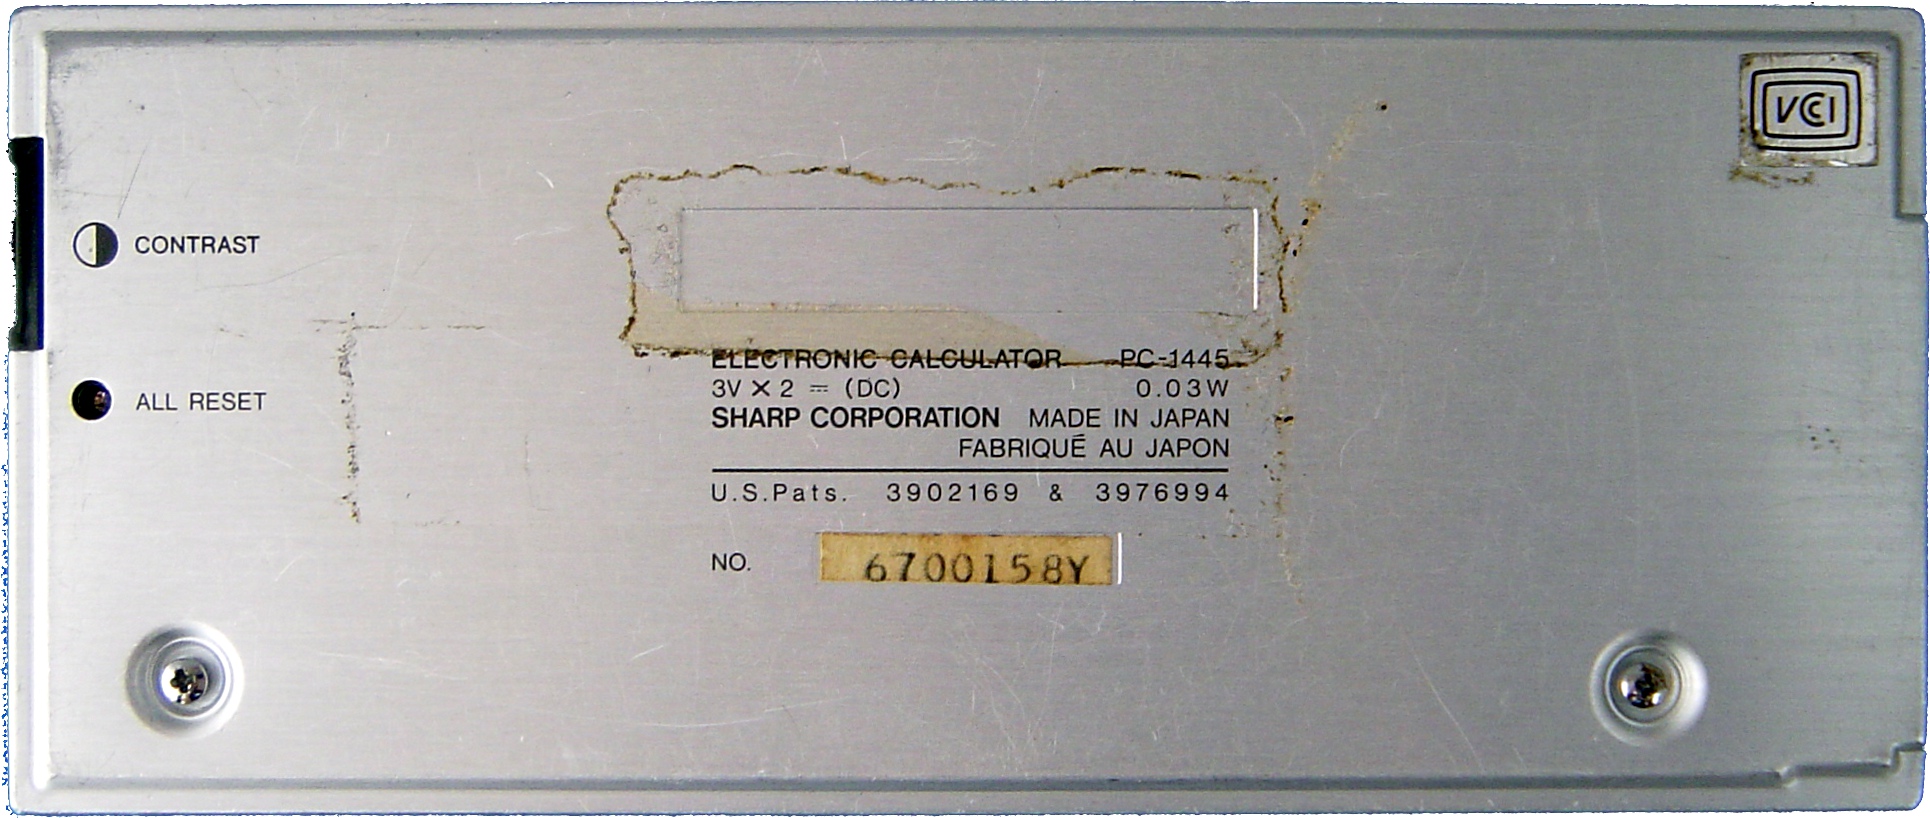 VCCI
CONTRAST
ALL RESET
ELECTRONIC CALCULATOR PC-1445
3V × 2 ⎓ (DC) 0.03W
SHARP CORPORATION MADE IN JAPAN
FABRIQUÉ AU JAPON
U.S.Pats. 3902169 & 3976994
NO. 6700158Y